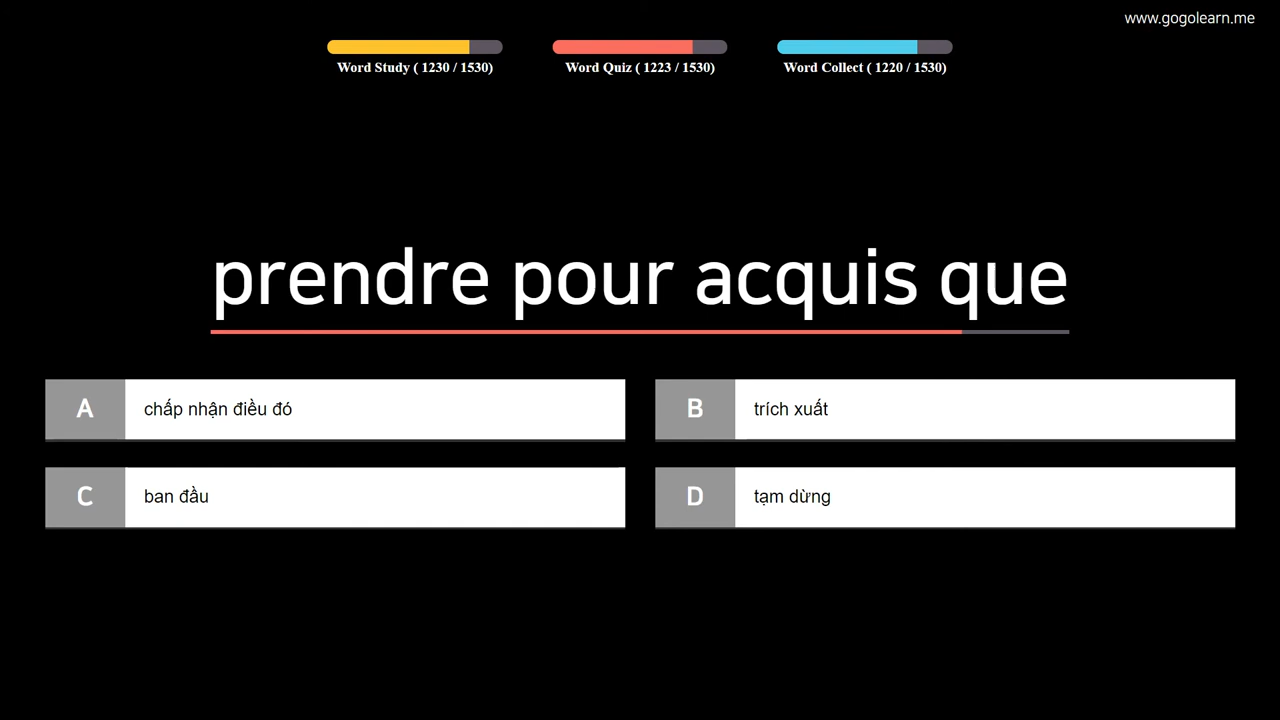 www.gogolearn.me
Word Study ( 1230 / 1530)
Word Quiz ( 1223 / 1530)
Word Collect ( 1220 / 1530)
prendre pour acquis que
A chấp nhận điều đó
B trích xuất
C ban đầu
D tạm dừng